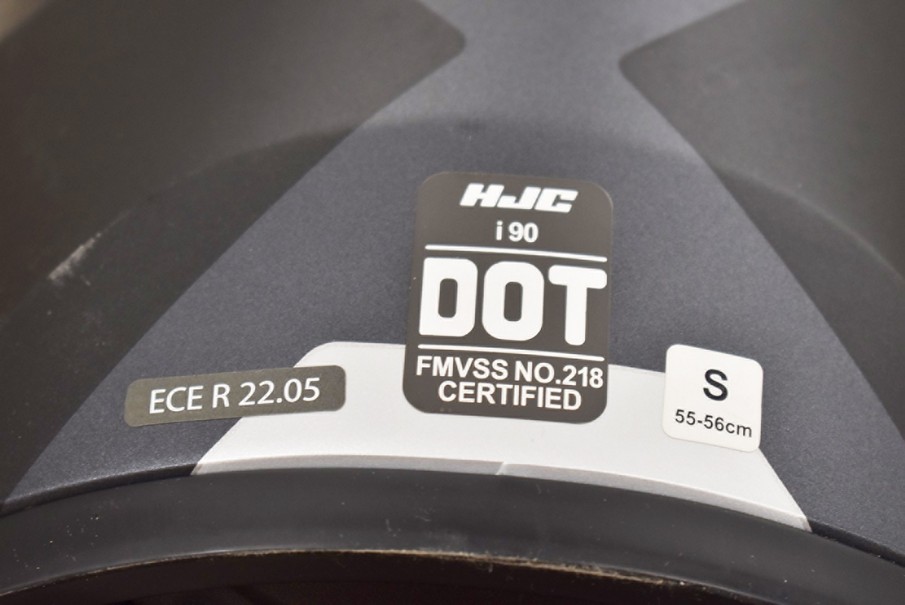 HJC
i 90
DOT
FMVSS NO.218
CERTIFIED
ECE R 22.05
S
55-56cm